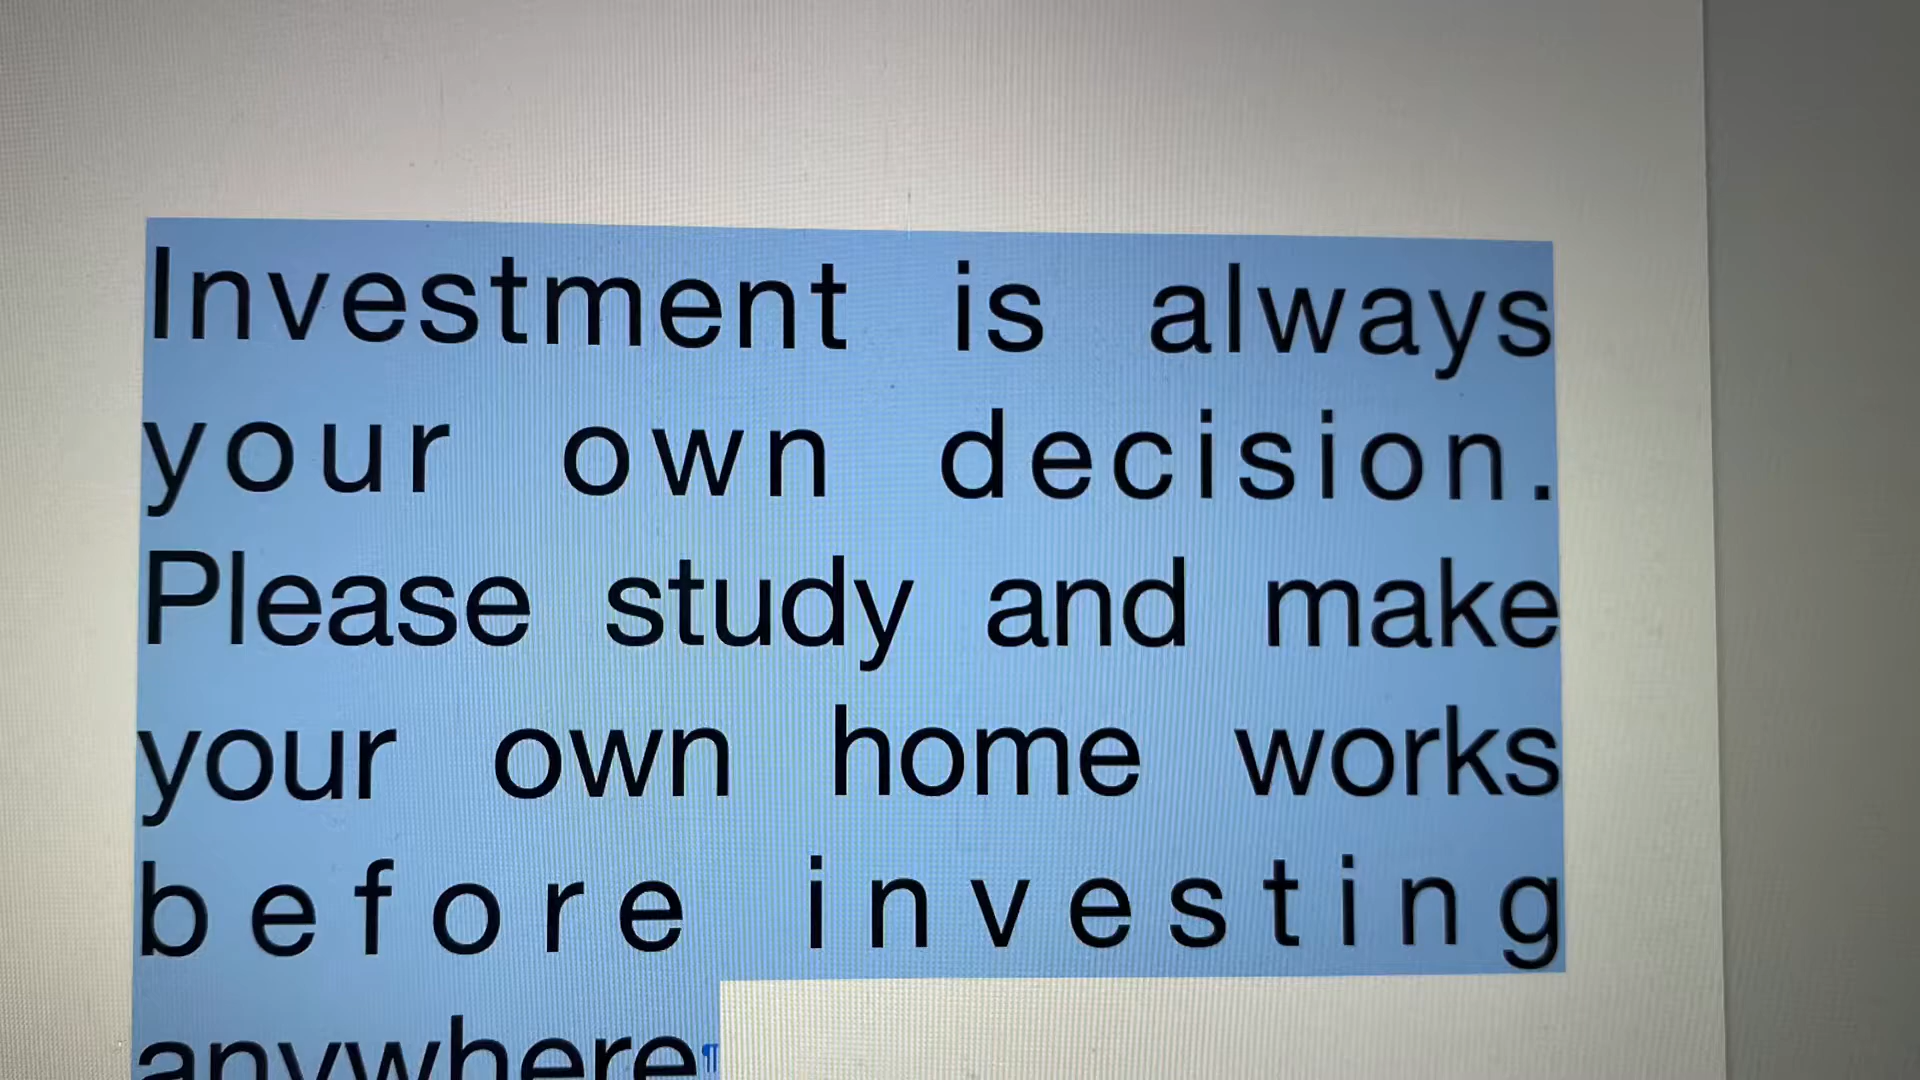 Investment is always
your own decision.
Please study and make
your own home works
before investing
anywhere¶